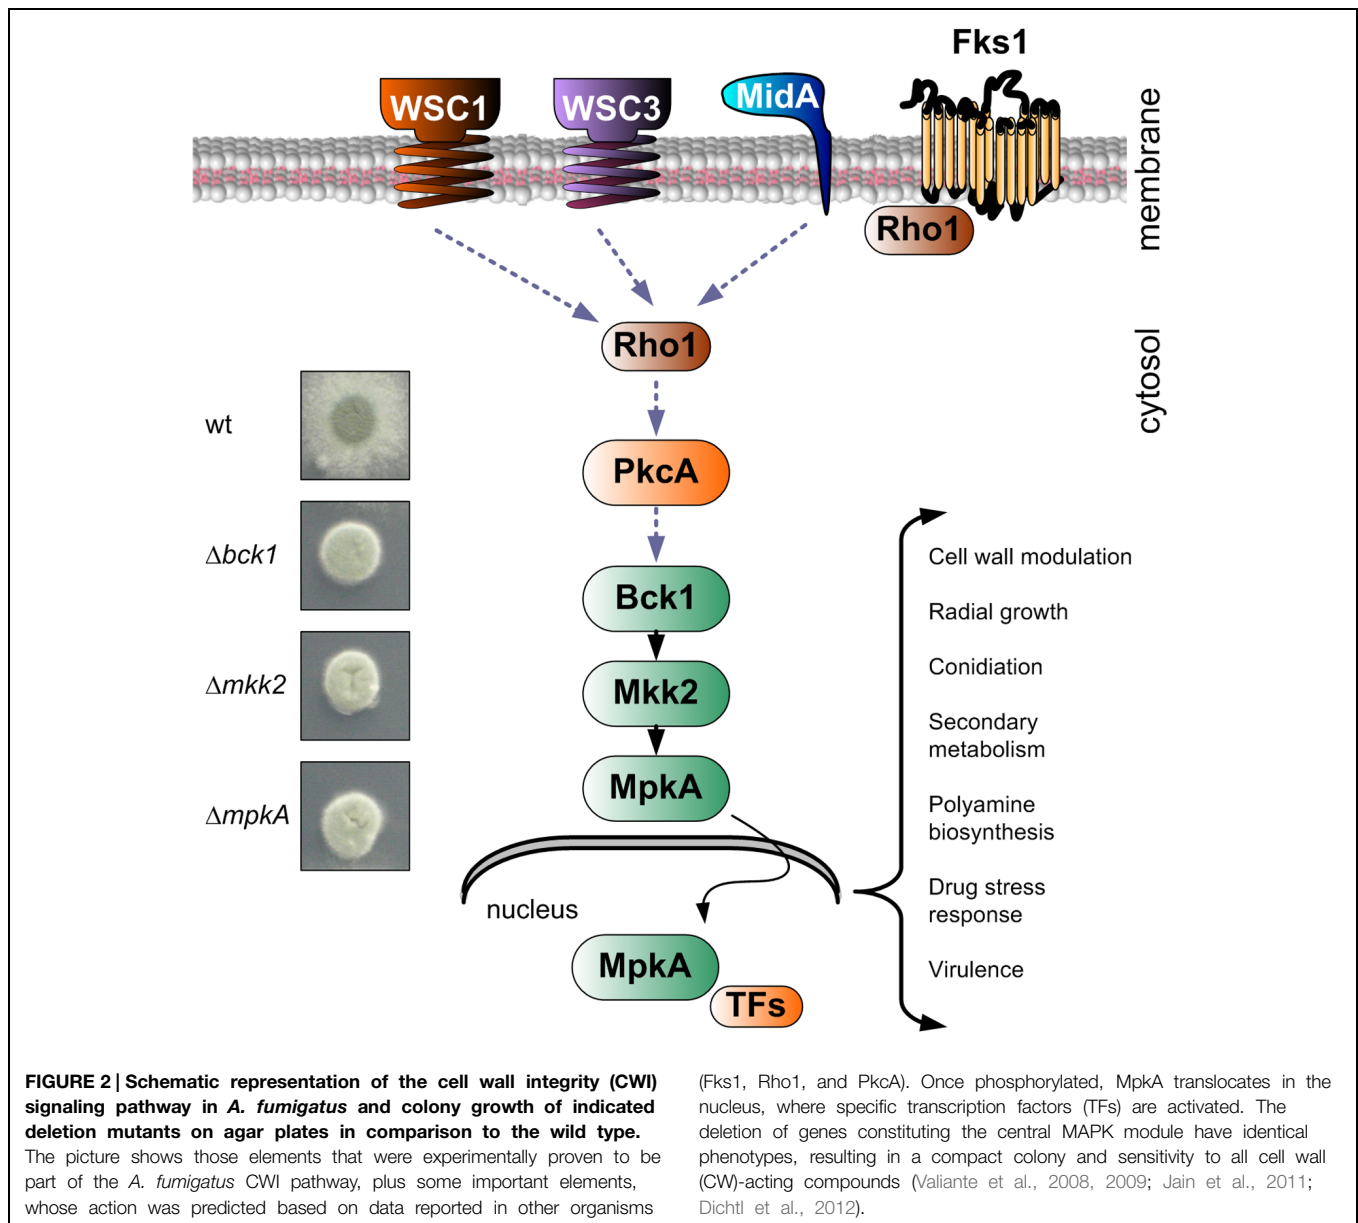 Fks1
WSC1
WSC3
MidA
Rho1
membrane
Rho1
cytosol
PkcA
Bck1
Mkk2
MpkA
wt
Δbck1
Δmkk2
ΔmpkA
nucleus
MpkA
TFs
Cell wall modulation
Radial growth
Conidiation
Secondary
metabolism
Polyamine
biosynthesis
Drug stress
response
Virulence
FIGURE 2 | Schematic representation of the cell wall integrity (CWI)
signaling pathway in A. fumigatus and colony growth of indicated
deletion mutants on agar plates in comparison to the wild type.
The picture shows those elements that were experimentally proven to be
part of the A. fumigatus CWI pathway, plus some important elements,
whose action was predicted based on data reported in other organisms
(Fks1, Rho1, and PkcA). Once phosphorylated, MpkA translocates in the
nucleus, where specific transcription factors (TFs) are activated. The
deletion of genes constituting the central MAPK module have identical
phenotypes, resulting in a compact colony and sensitivity to all cell wall
(CW)-acting compounds (Valiante et al., 2008, 2009; Jain et al., 2011;
Dichtl et al., 2012).